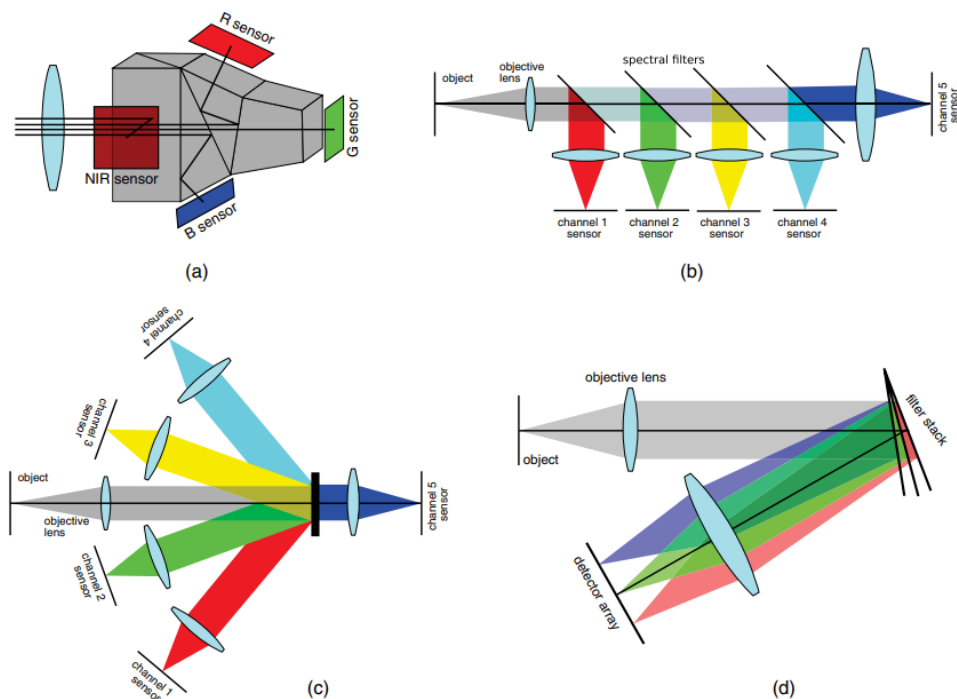 R sensor
G sensor
NIR sensor
B sensor
(a)
object
objective
lens
spectral filters
channel 5
sensor
channel 1
sensor
channel 2
sensor
channel 3
sensor
channel 4
sensor
(b)
channel 4
sensor
channel 3
sensor
object
objective
lens
channel 5
sensor
channel 2
sensor
channel 1
sensor
(c)
objective lens
object
filter stack
detector array
(d)